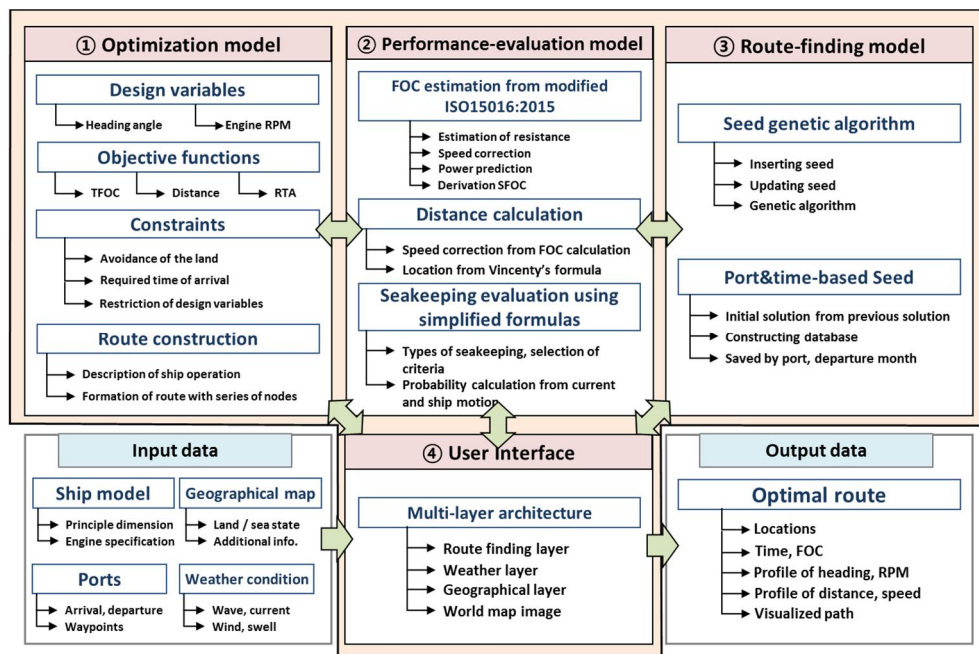 ① Optimization model
Design variables
Heading angle
Engine RPM
Objective functions
TFOC
Distance
RTA
Constraints
Avoidance of the land
Required time of arrival
Restriction of design variables
Route construction
Description of ship operation
Formation of route with series of nodes
② Performance-evaluation model
FOC estimation from modified
ISO15016:2015
Estimation of resistance
Speed correction
Power prediction
Derivation SFOC
Distance calculation
Speed correction from FOC calculation
Location from Vincenty's formula
Seakeeping evaluation using
simplified formulas
Types of seakeeping, selection of
criteria
Probability calculation from current
and ship motion
③ Route-finding model
Seed genetic algorithm
Inserting seed
Updating seed
Genetic algorithm
Port&time-based Seed
Initial solution from previous solution
Constructing database
Saved by port, departure month
Input data
Ship model
Principle dimension
Engine specification
Geographical map
Land / sea state
Additional info.
Ports
Arrival, departure
Waypoints
Weather condition
Wave, current
Wind, swell
④ User interface
Multi-layer architecture
Route finding layer
Weather layer
Geographical layer
World map image
Output data
Optimal route
Locations
Time, FOC
Profile of heading, RPM
Profile of distance, speed
Visualized path